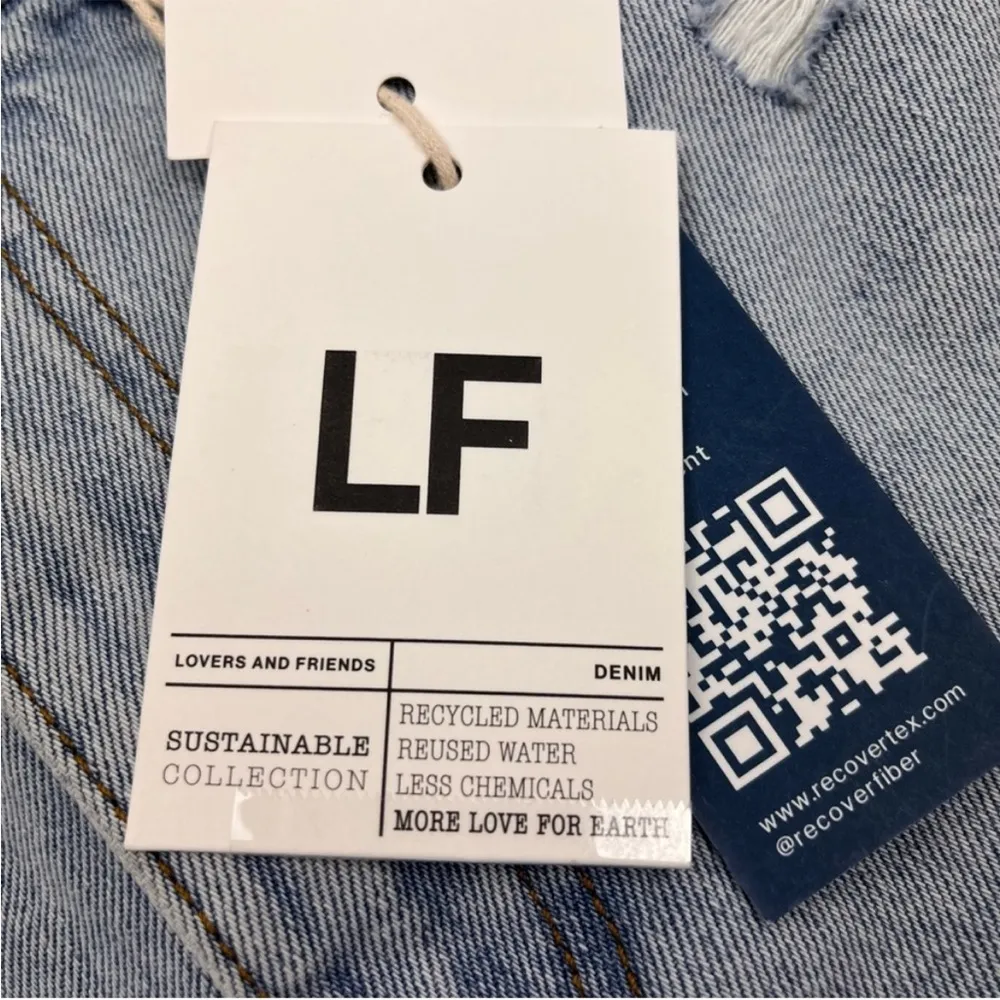 LF
LOVERS AND FRIENDS
DENIM
SUSTAINABLE
COLLECTION
RECYCLED MATERIALS
REUSED WATER
LESS CHEMICALS
MORE LOVE FOR EARTH
www.recovertex.com
@recoverfiber